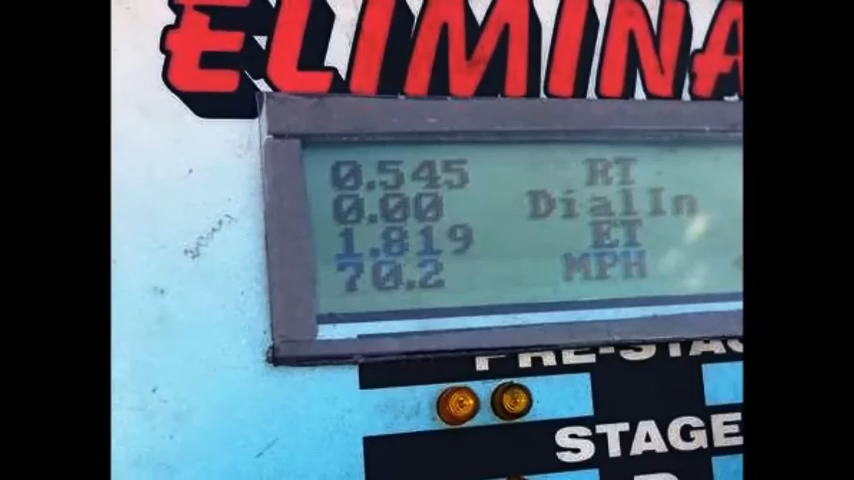 ELIMINA
0.545 RT
0.00 DialIn
1.819 ET
70.2 MPH
PRE-STAG
STAGE